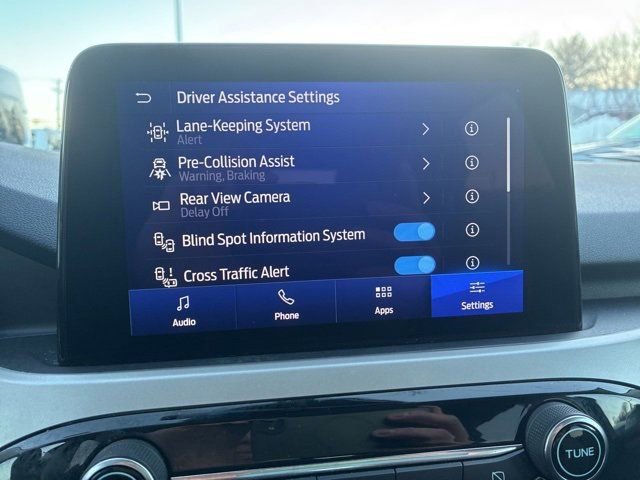 Driver Assistance Settings
Lane-Keeping System
Alert
Pre-Collision Assist
Warning, Braking
Rear View Camera
Delay Off
Blind Spot Information System
Cross Traffic Alert
Audio
Phone
Apps
Settings
TUNE